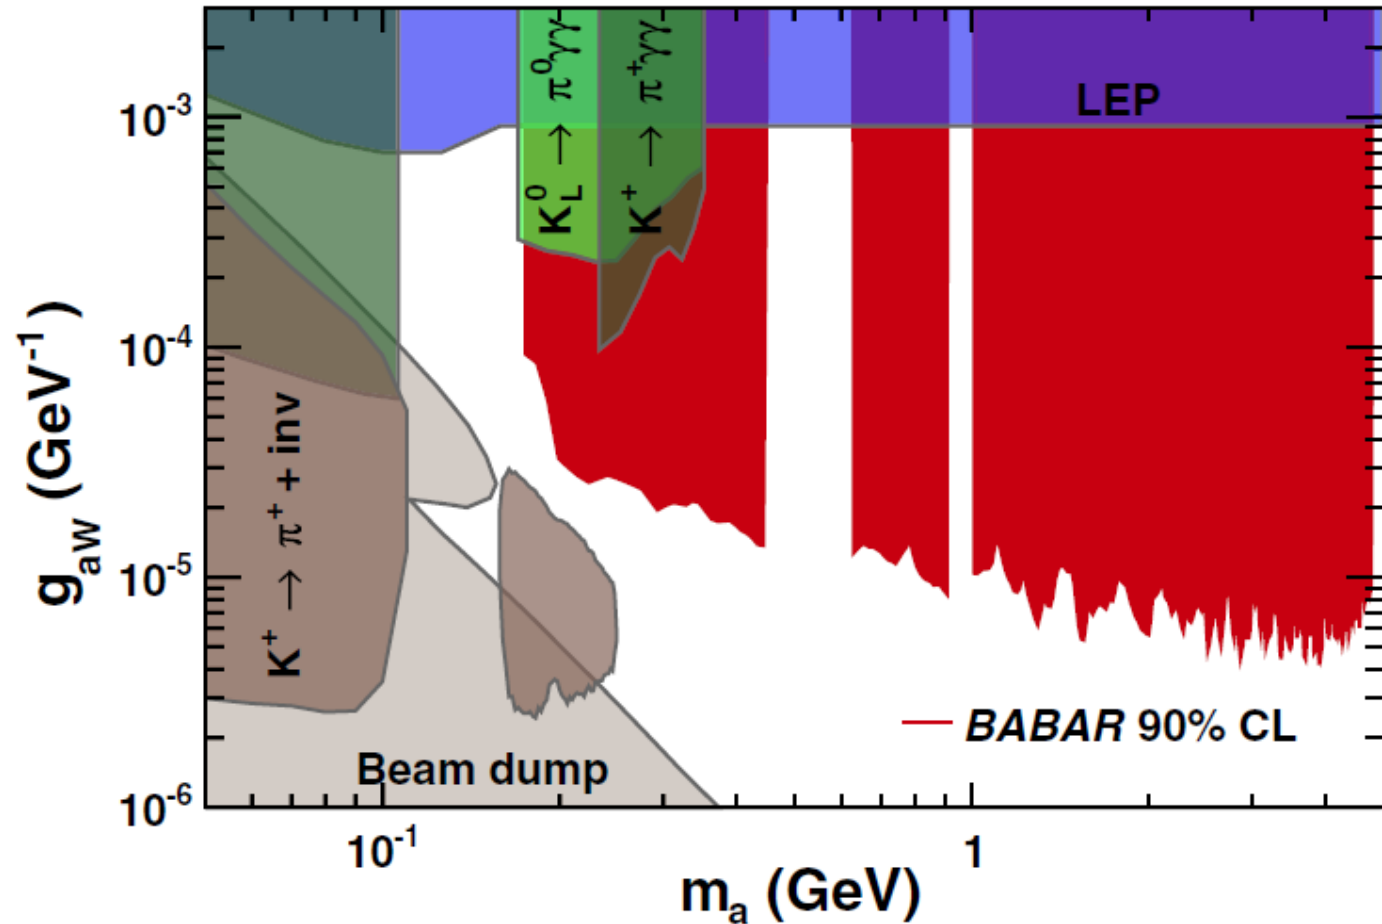 K⁰_L → π⁰γγ
K⁺ → π⁺γγ
LEP
10⁻³
10⁻⁴
10⁻⁵
10⁻⁶
g_aW (GeV⁻¹)
K⁺ → π⁺ + inv
BABAR 90% CL
Beam dump
10⁻¹
1
m_a (GeV)